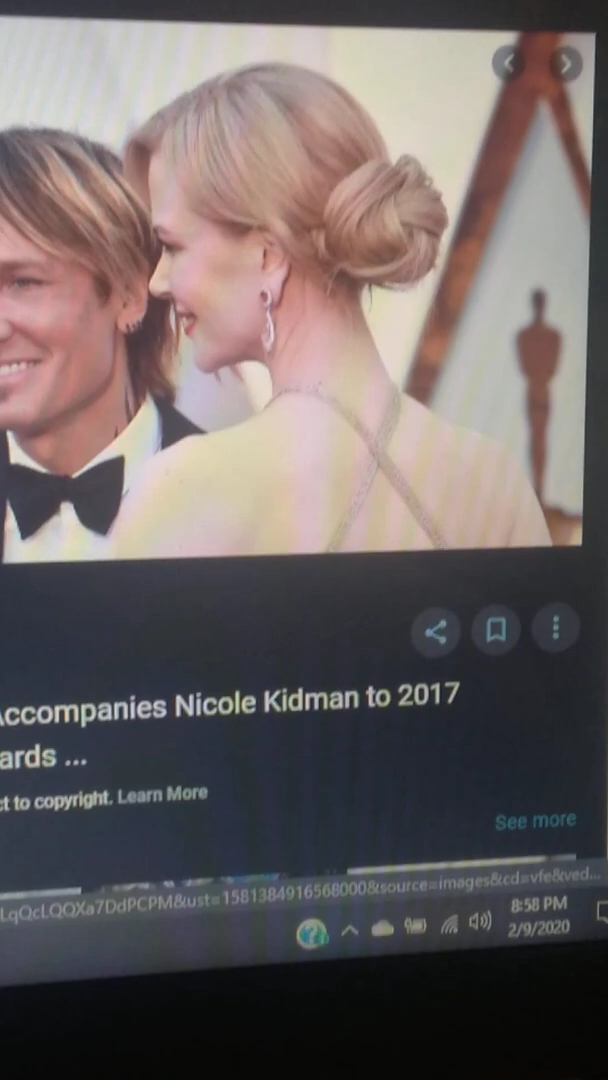 Accompanies Nicole Kidman to 2017
ards ...
ct to copyright. Learn More
See more
LqQcLQQXa7DdPCPM&ust=1581384916568000&source=images&cd=vfe&ved...
8:58 PM
2/9/2020